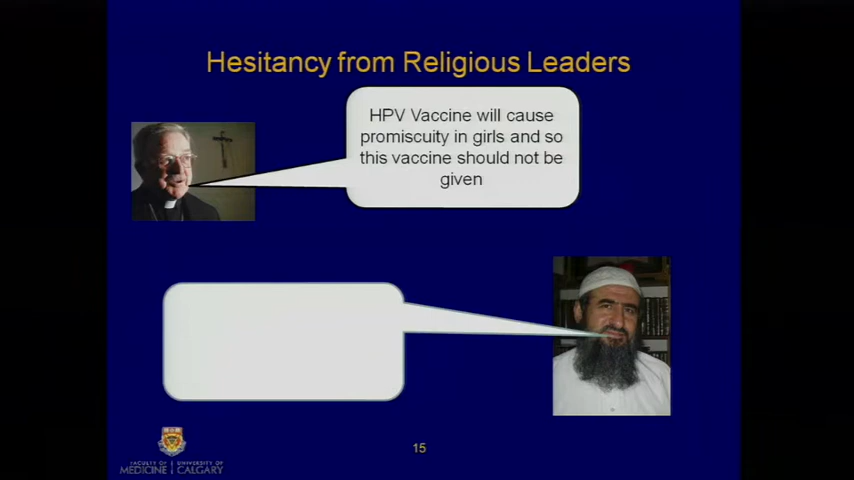 Hesitancy from Religious Leaders
HPV Vaccine will cause
promiscuity in girls and so
this vaccine should not be
given
15
FACULTY OF UNIVERSITY OF
MEDICINE CALGARY